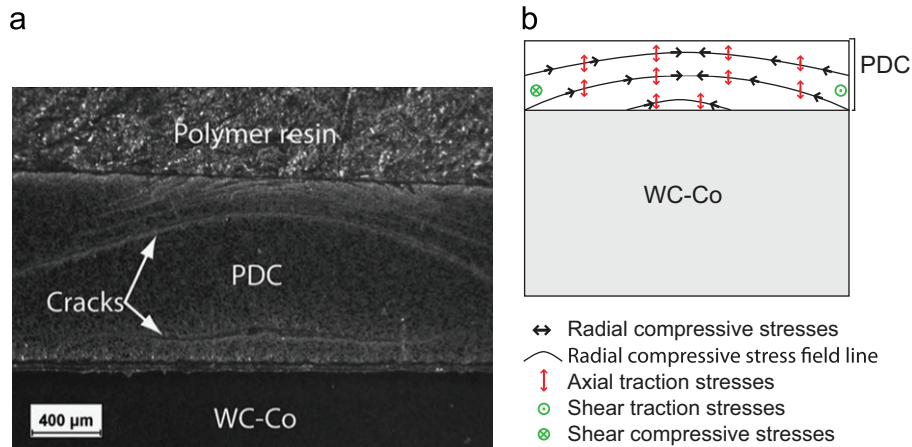 a
Polymer resin
PDC
Cracks
400 μm
WC-Co
b
PDC
WC-Co
Radial compressive stresses
Radial compressive stress field line
Axial traction stresses
Shear traction stresses
Shear compressive stresses